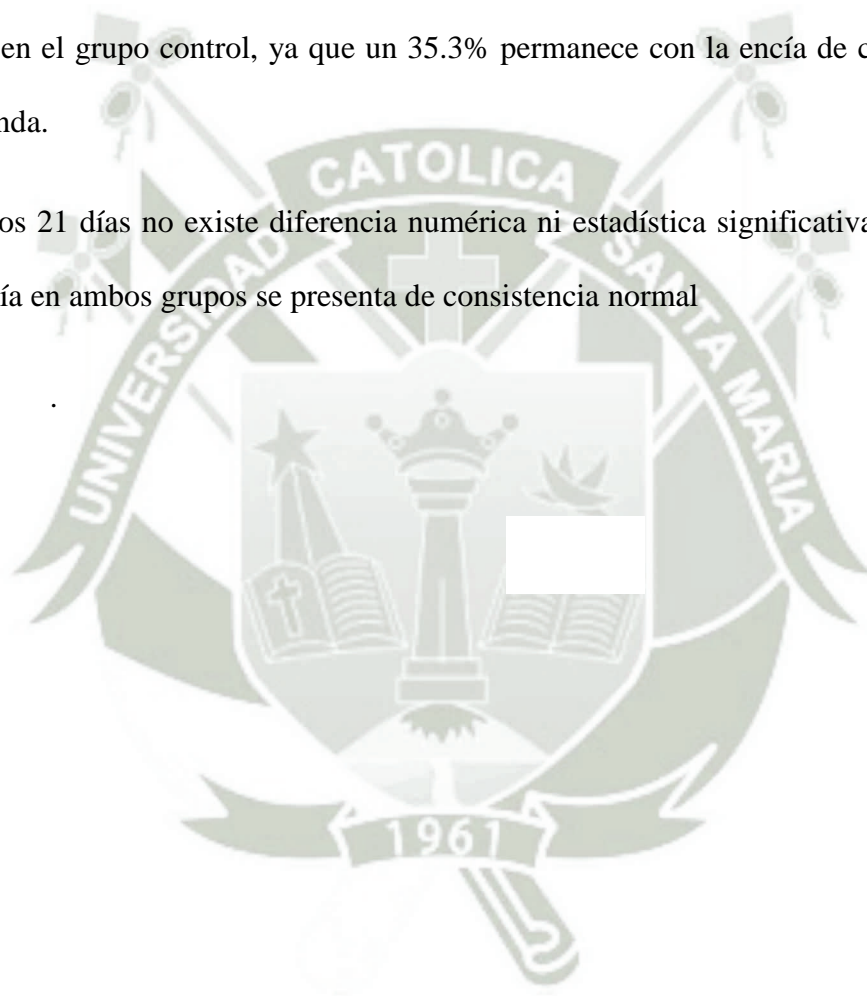 en el grupo control, ya que un 35.3% permanece con la encía de
nda.
os 21 días no existe diferencia numérica ni estadística significativa
ía en ambos grupos se presenta de consistencia normal
.
UNIVERSIDAD CATOLICA SANTA MARIA
1961